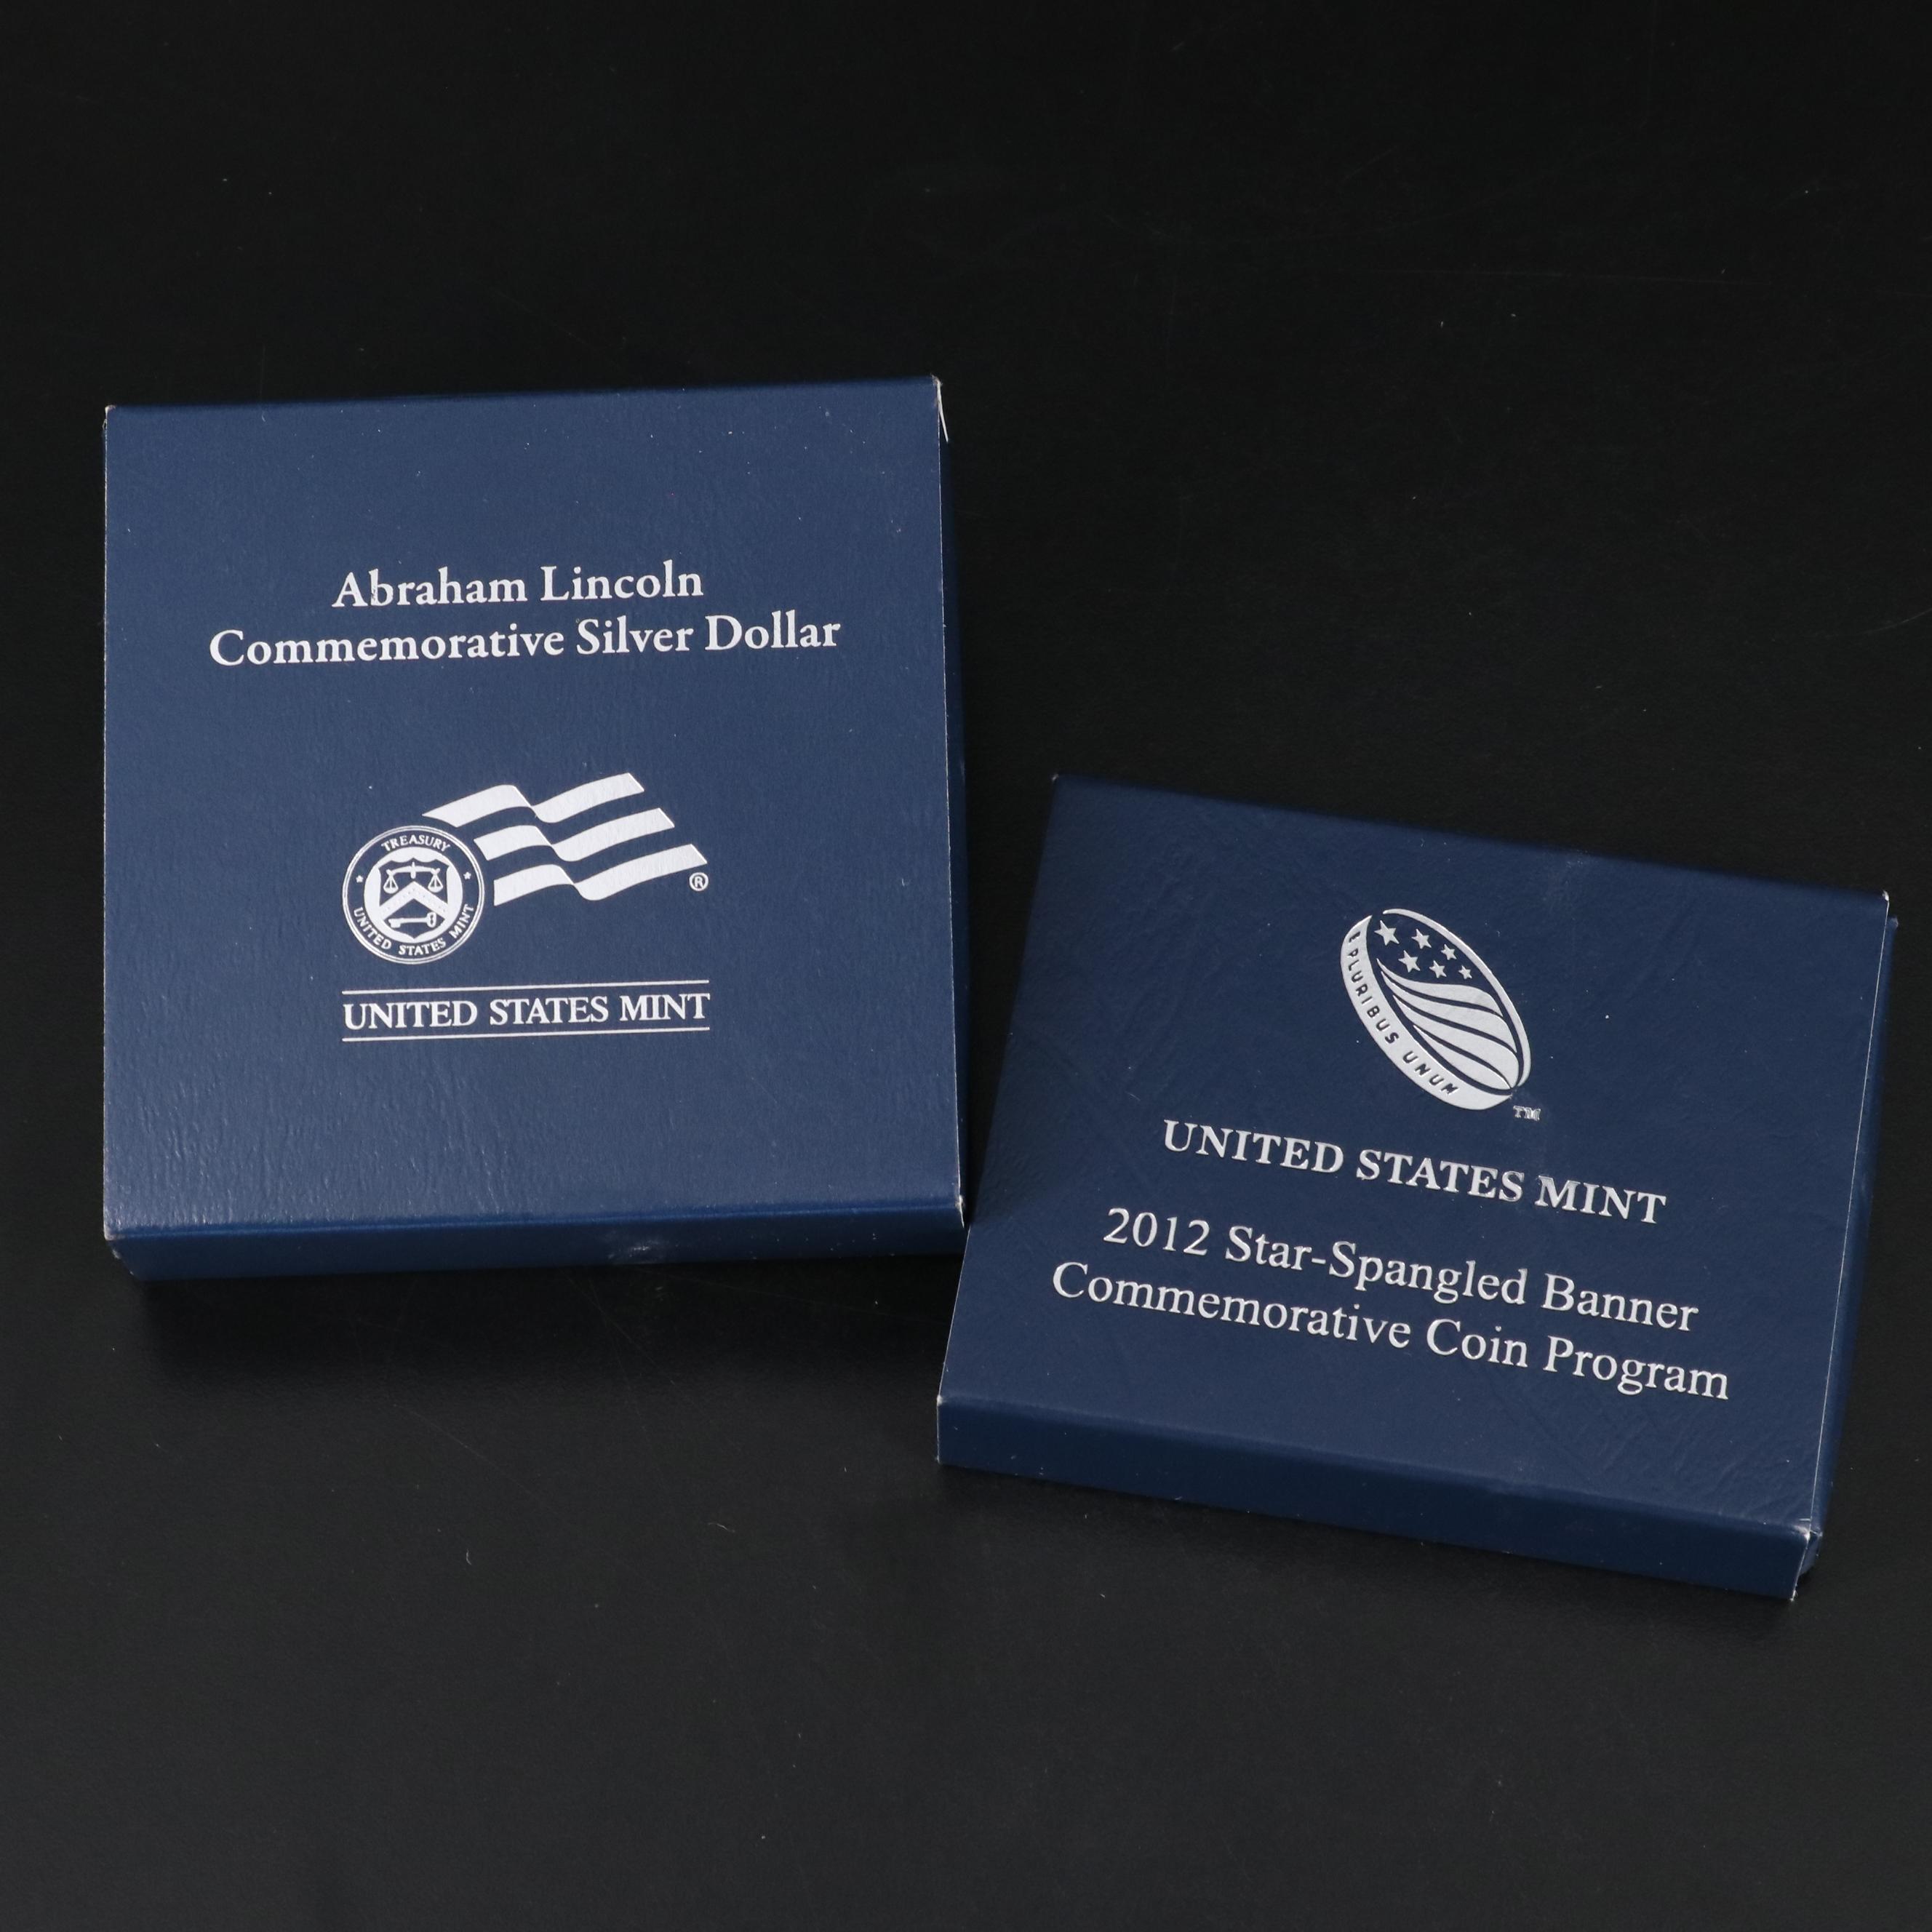 Abraham Lincoln
Commemorative Silver Dollar
TREASURY
UNITED STATES MINT
®
UNITED STATES MINT
E PLURIBUS UNUM
TM
UNITED STATES MINT
2012 Star-Spangled Banner
Commemorative Coin Program